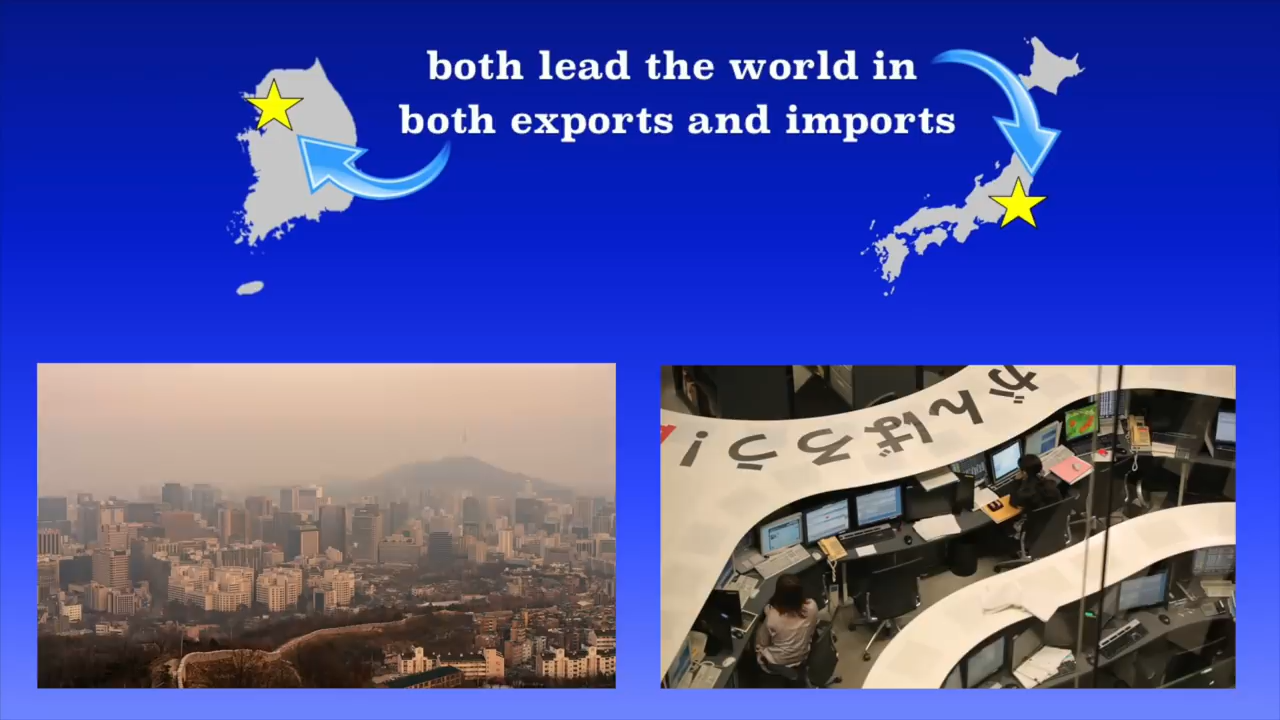 both lead the world in
both exports and imports
がんばろう!